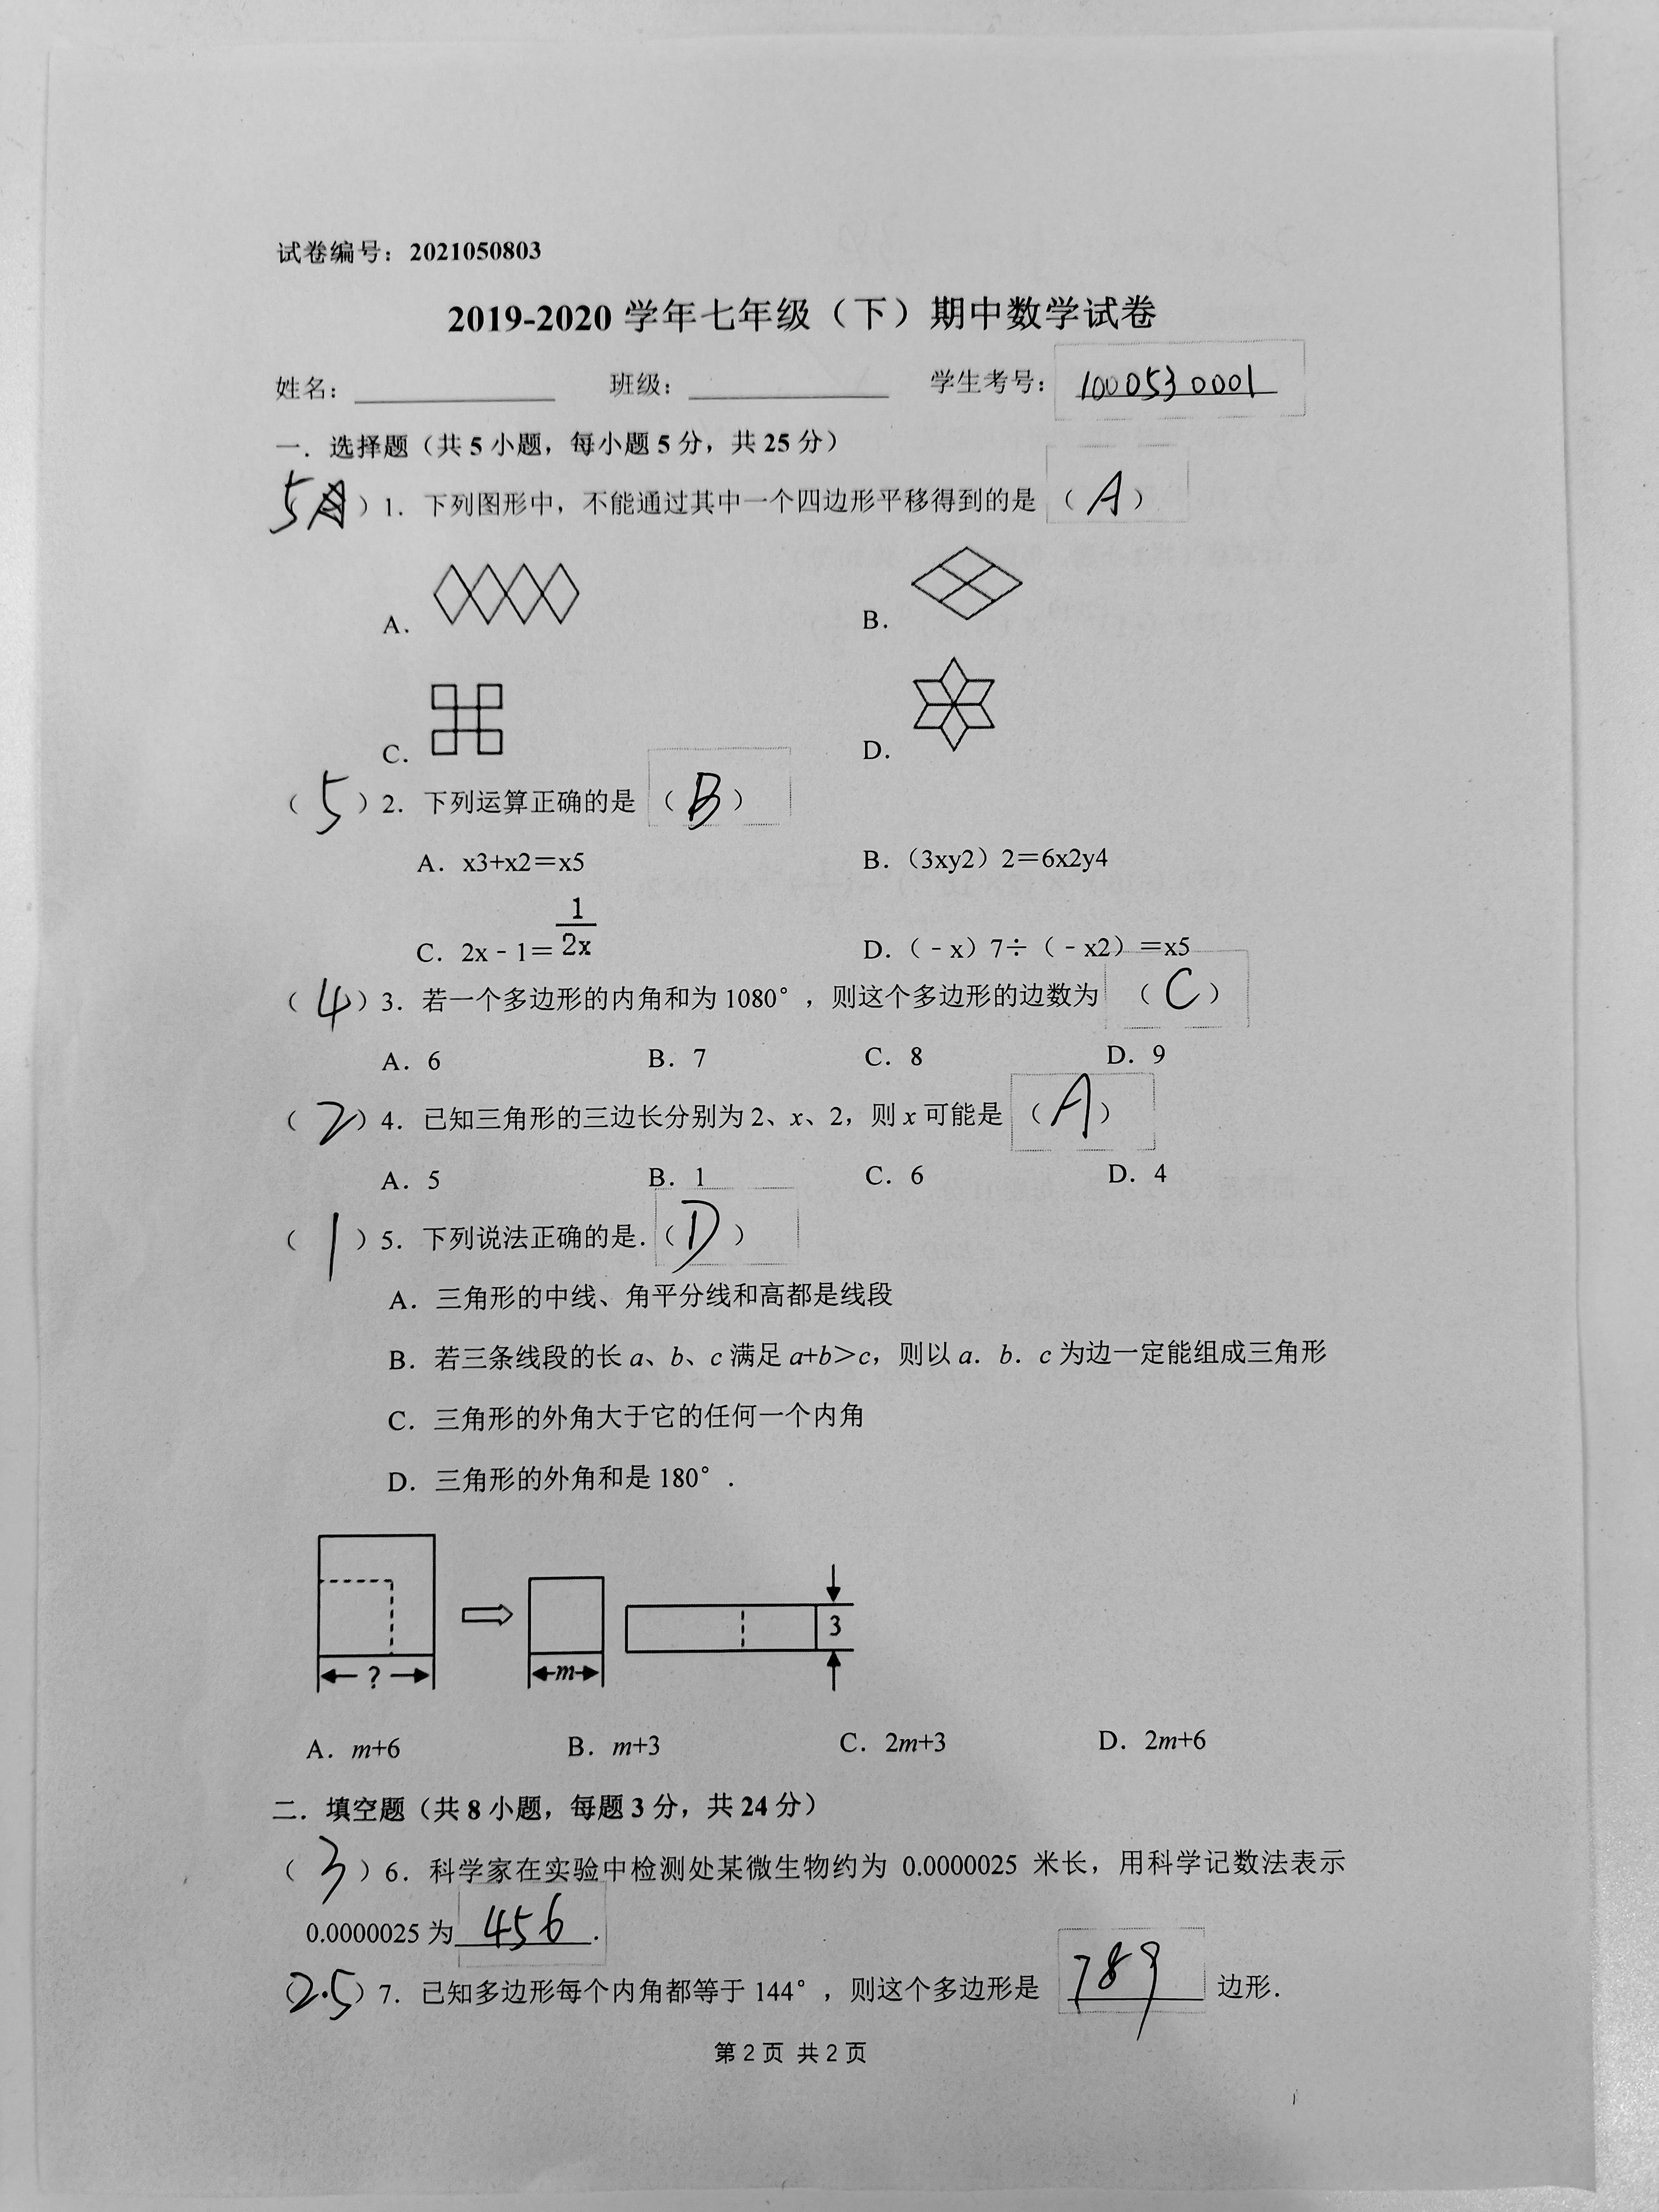 试卷编号：2021050803
2019-2020 学年七年级（下）期中数学试卷
姓名：　　班级：　　学生考号：1000530001
一．选择题（共 5 小题，每小题 5 分，共 25 分）
5）1．下列图形中，不能通过其中一个四边形平移得到的是（A）
A．　　B．
C．　　D．
（5）2．下列运算正确的是（B）
A．x3+x2＝x5　　B．（3xy2）2＝6x2y4
C．2x﹣1＝1/2x　　D．（﹣x）7÷（﹣x2）＝x5
（4）3．若一个多边形的内角和为 1080°，则这个多边形的边数为（C）
A．6　　B．7　　C．8　　D．9
（2）4．已知三角形的三边长分别为 2、x、2，则 x 可能是（A）
A．5　　B．1　　C．6　　D．4
（1）5．下列说法正确的是．（D）
A．三角形的中线、角平分线和高都是线段
B．若三条线段的长 a、b、c 满足 a+b＞c，则以 a．b．c 为边一定能组成三角形
C．三角形的外角大于它的任何一个内角
D．三角形的外角和是 180°．
3
?　　m
A．m+6　　B．m+3　　C．2m+3　　D．2m+6
二．填空题（共 8 小题，每题 3 分，共 24 分）
（3）6．科学家在实验中检测处某微生物约为 0.0000025 米长，用科学记数法表示
0.0000025 为 456．
（2.5）7．已知多边形每个内角都等于 144°，则这个多边形是 789 边形．
第 2 页 共 2 页